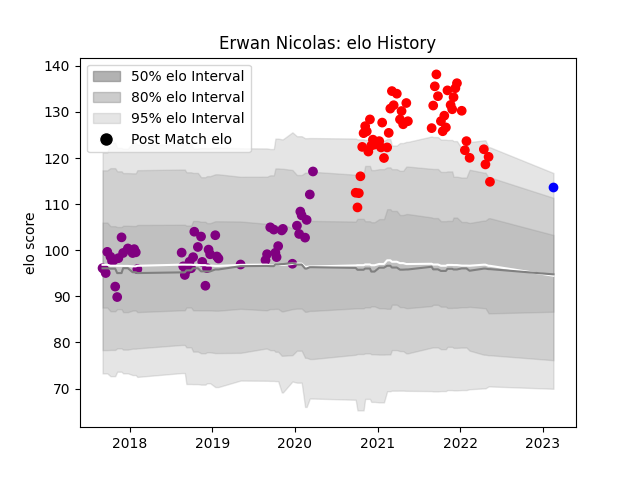 Erwan Nicolas: elo History
50% elo Interval
80% elo Interval
95% elo Interval
Post Match elo
elo score
140
130
120
110
100
90
80
70
2018 2019 2020 2021 2022 2023